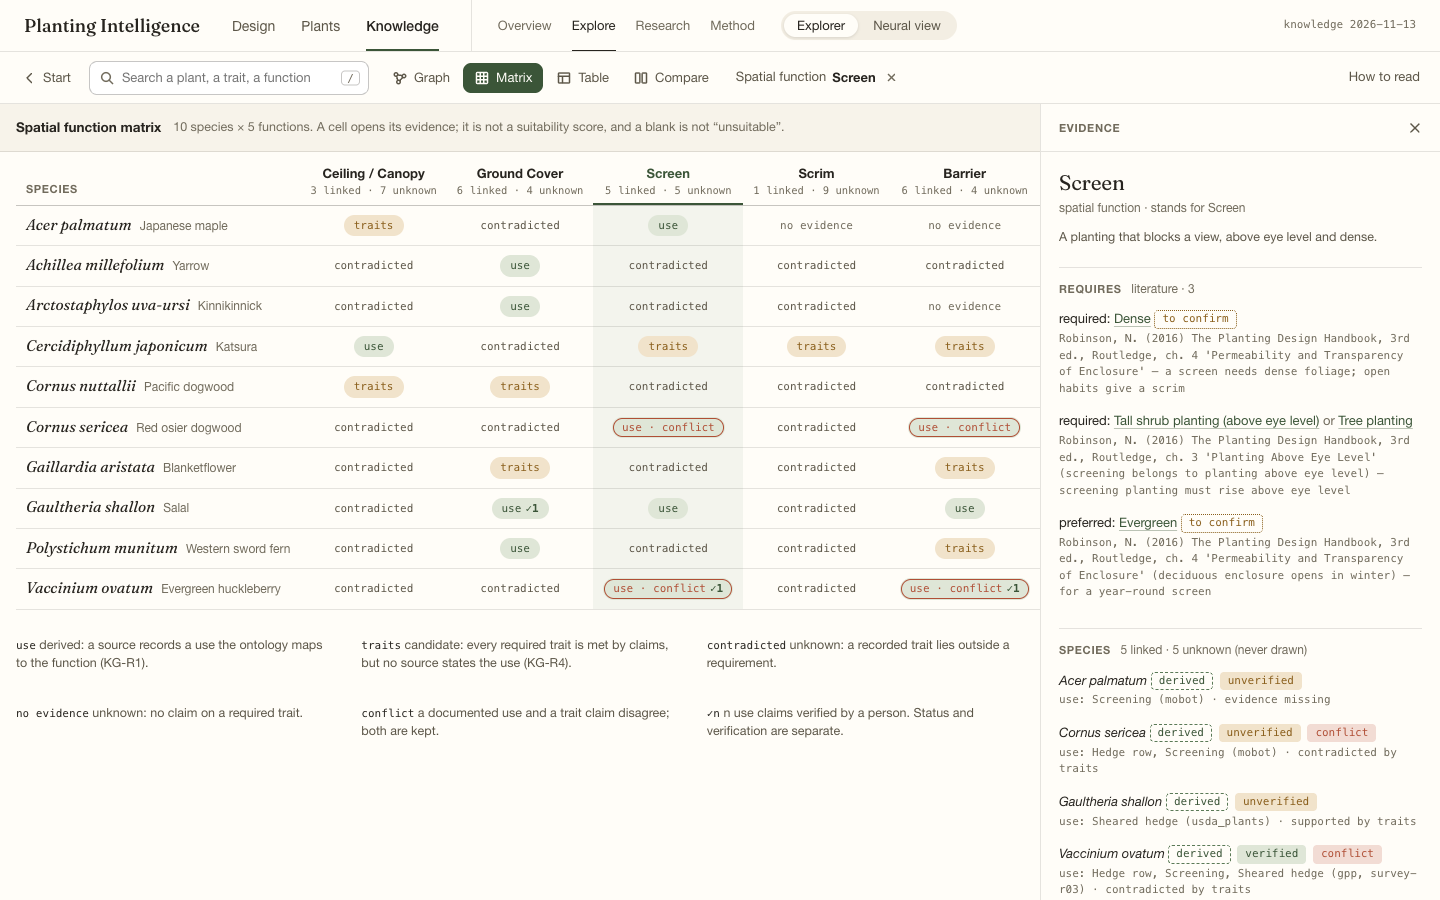 Planting Intelligence Design Plants Knowledge Overview Explore Research Method Explorer Neural view knowledge 2026-11-13
Start Search a plant, a trait, a function / Graph Matrix Table Compare Spatial function Screen × How to read
Spatial function matrix 10 species × 5 functions. A cell opens its evidence; it is not a suitability score, and a blank is not “unsuitable”.
SPECIES Ceiling / Canopy Ground Cover Screen Scrim Barrier
3 linked · 7 unknown 6 linked · 4 unknown 5 linked · 5 unknown 1 linked · 9 unknown 6 linked · 4 unknown
Acer palmatum Japanese maple traits contradicted use no evidence no evidence
Achillea millefolium Yarrow contradicted use contradicted contradicted contradicted
Arctostaphylos uva-ursi Kinnikinnick contradicted use contradicted contradicted no evidence
Cercidiphyllum japonicum Katsura use contradicted traits traits traits
Cornus nuttallii Pacific dogwood traits traits contradicted contradicted contradicted
Cornus sericea Red osier dogwood contradicted contradicted use · conflict contradicted use · conflict
Gaillardia aristata Blanketflower contradicted traits contradicted contradicted traits
Gaultheria shallon Salal contradicted use ✓1 use contradicted use
Polystichum munitum Western sword fern contradicted use contradicted contradicted traits
Vaccinium ovatum Evergreen huckleberry contradicted contradicted use · conflict ✓1 contradicted use · conflict ✓1
use derived: a source records a use the ontology maps
to the function (KG-R1).
traits candidate: every required trait is met by claims,
but no source states the use (KG-R4).
contradicted unknown: a recorded trait lies outside a
requirement.
no evidence unknown: no claim on a required trait.
conflict a documented use and a trait claim disagree;
both are kept.
✓n n use claims verified by a person. Status and
verification are separate.
EVIDENCE ×
Screen
spatial function · stands for Screen
A planting that blocks a view, above eye level and dense.
REQUIRES literature · 3
required: Dense to confirm
Robinson, N. (2016) The Planting Design Handbook, 3rd
ed., Routledge, ch. 4 'Permeability and Transparency
of Enclosure' — a screen needs dense foliage; open
habits give a scrim
required: Tall shrub planting (above eye level) or Tree planting
Robinson, N. (2016) The Planting Design Handbook, 3rd
ed., Routledge, ch. 3 'Planting Above Eye Level'
(screening belongs to planting above eye level) —
screening planting must rise above eye level
preferred: Evergreen to confirm
Robinson, N. (2016) The Planting Design Handbook, 3rd
ed., Routledge, ch. 4 'Permeability and Transparency
of Enclosure' (deciduous enclosure opens in winter) —
for a year-round screen
SPECIES 5 linked · 5 unknown (never drawn)
Acer palmatum derived unverified
use: Screening (mobot) · evidence missing
Cornus sericea derived unverified conflict
use: Hedge row, Screening (mobot) · contradicted by
traits
Gaultheria shallon derived unverified
use: Sheared hedge (usda_plants) · supported by traits
Vaccinium ovatum derived verified conflict
use: Hedge row, Screening, Sheared hedge (gpp, survey-
r03) · contradicted by traits